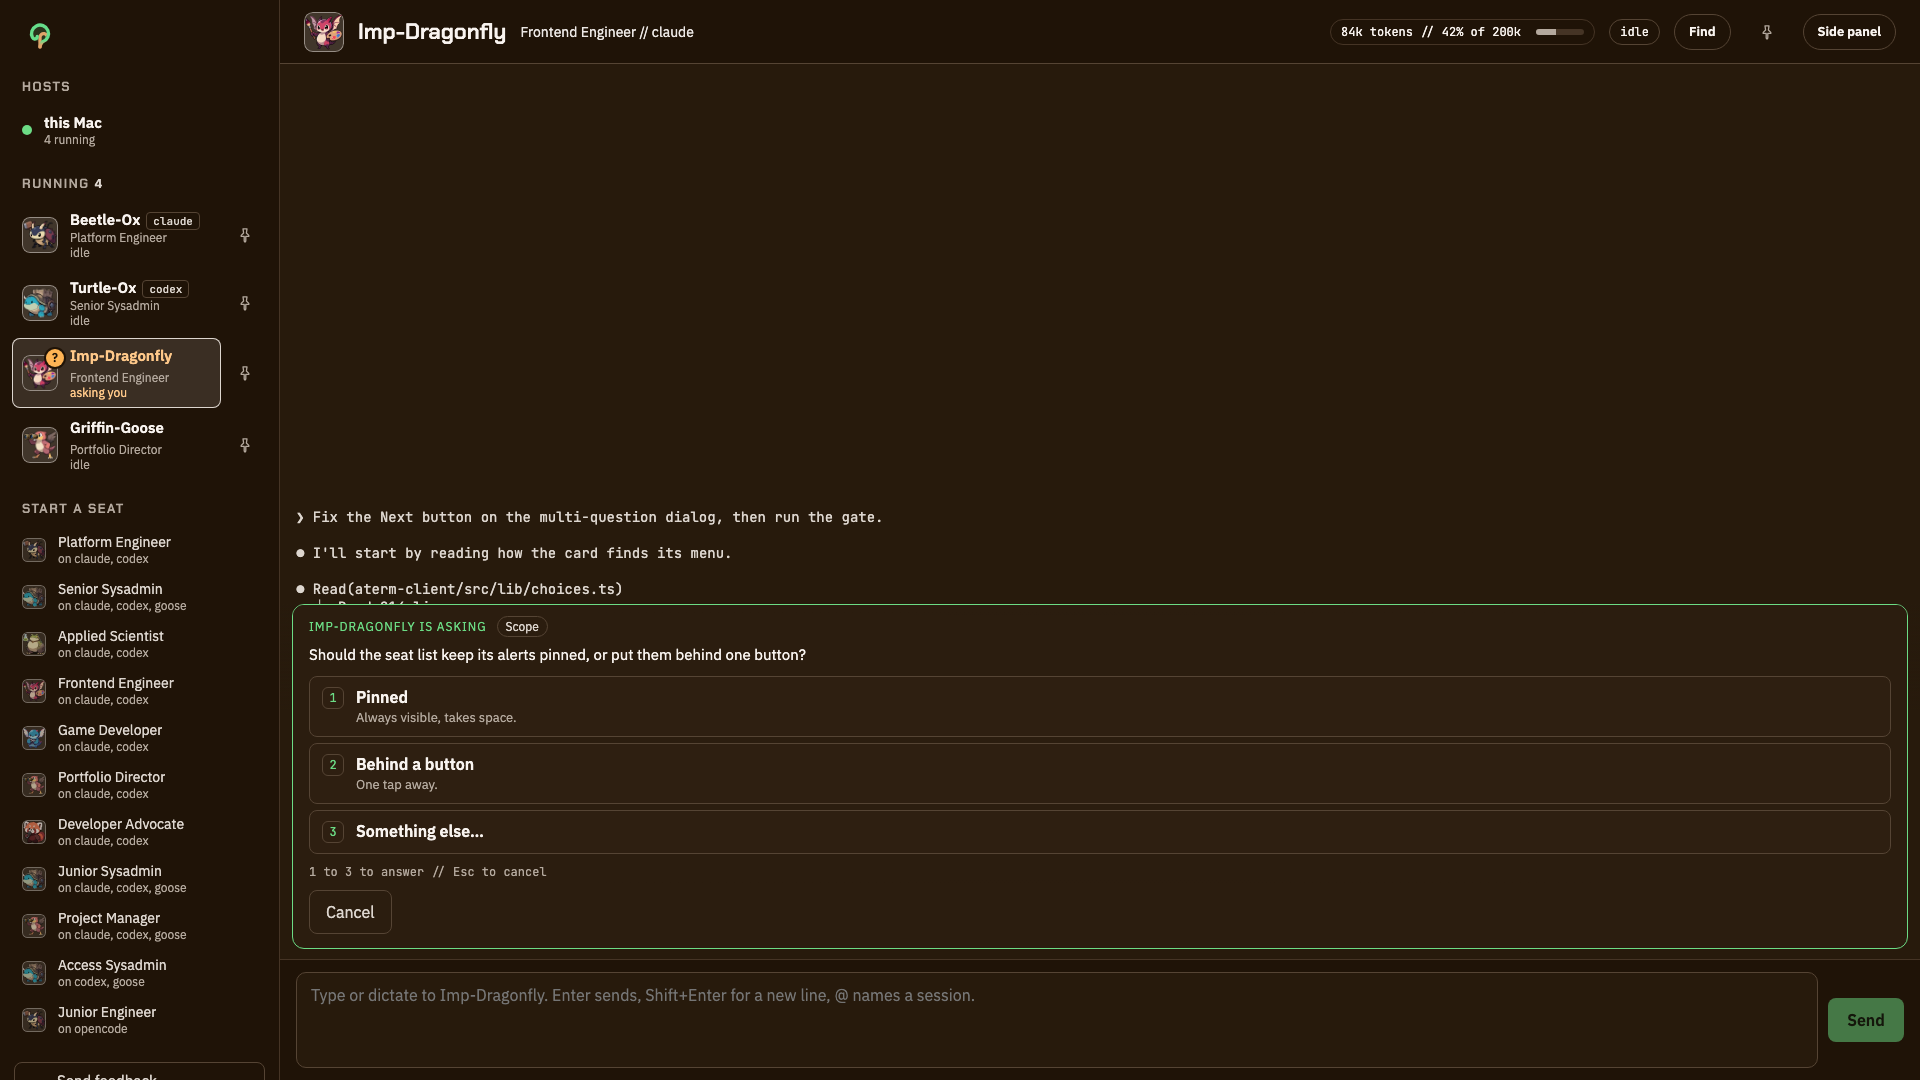 HOSTS
this Mac
4 running
RUNNING 4
Beetle-Ox claude
Platform Engineer
idle
Turtle-Ox codex
Senior Sysadmin
idle
?
Imp-Dragonfly
Frontend Engineer
asking you
Griffin-Goose
Portfolio Director
idle
START A SEAT
Platform Engineer
on claude, codex
Senior Sysadmin
on claude, codex, goose
Applied Scientist
on claude, codex
Frontend Engineer
on claude, codex
Game Developer
on claude, codex
Portfolio Director
on claude, codex
Developer Advocate
on claude, codex
Junior Sysadmin
on claude, codex, goose
Project Manager
on claude, codex, goose
Access Sysadmin
on codex, goose
Junior Engineer
on opencode
Send feedback
Imp-Dragonfly Frontend Engineer // claude
84k tokens // 42% of 200k
idle
Find
Side panel
❯ Fix the Next button on the multi-question dialog, then run the gate.
● I'll start by reading how the card finds its menu.
● Read(aterm-client/src/lib/choices.ts)
IMP-DRAGONFLY IS ASKING Scope
Should the seat list keep its alerts pinned, or put them behind one button?
1 Pinned
Always visible, takes space.
2 Behind a button
One tap away.
3 Something else...
1 to 3 to answer // Esc to cancel
Cancel
Type or dictate to Imp-Dragonfly. Enter sends, Shift+Enter for a new line, @ names a session.
Send